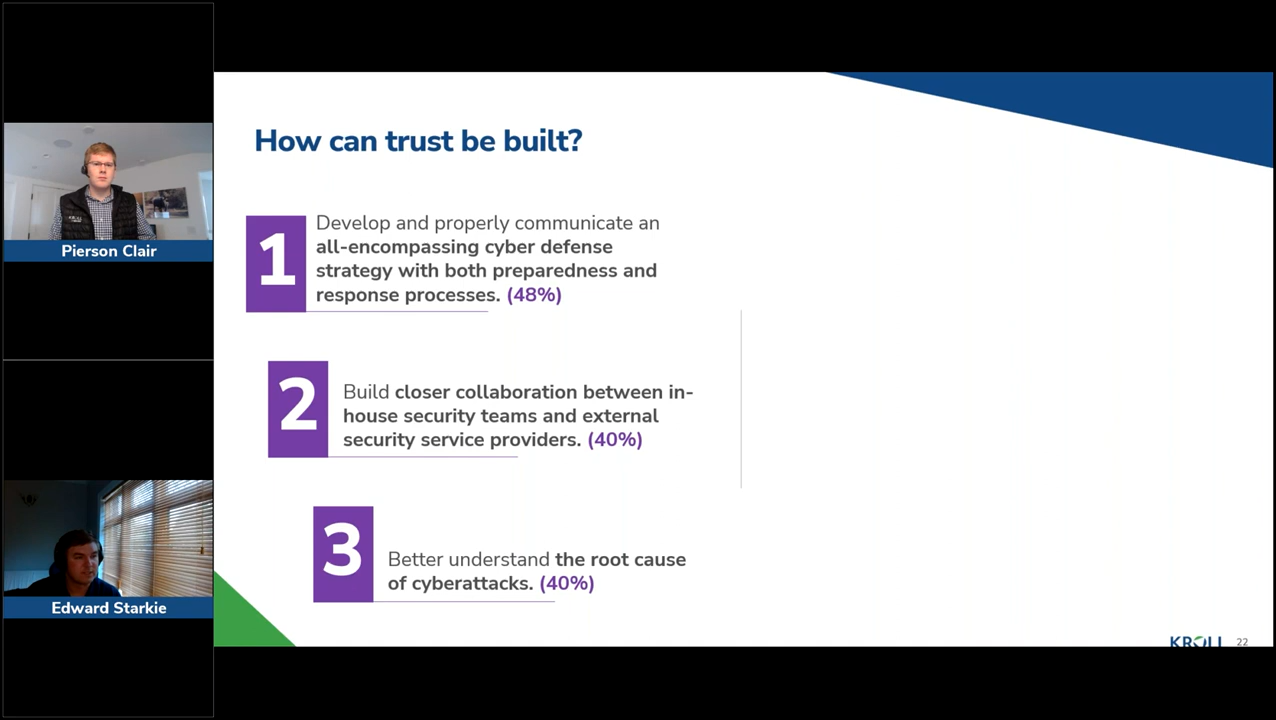 How can trust be built?
1
Develop and properly communicate an
all-encompassing cyber defense
strategy with both preparedness and
response processes. (48%)
2
Build closer collaboration between in-
house security teams and external
security service providers. (40%)
3
Better understand the root cause
of cyberattacks. (40%)
Pierson Clair
Edward Starkie
KROLL
22